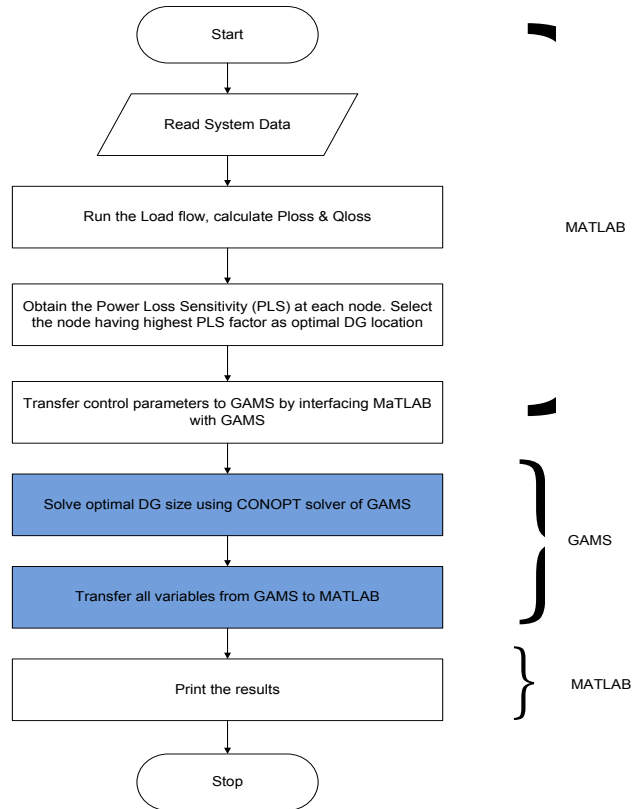 Start
Read System Data
Run the Load flow, calculate Ploss & Qloss
MATLAB
Obtain the Power Loss Sensitivity (PLS) at each node. Select
the node having highest PLS factor as optimal DG location
Transfer control parameters to GAMS by interfacing MaTLAB
with GAMS
Solve optimal DG size using CONOPT solver of GAMS
GAMS
Transfer all variables from GAMS to MATLAB
Print the results
MATLAB
Stop